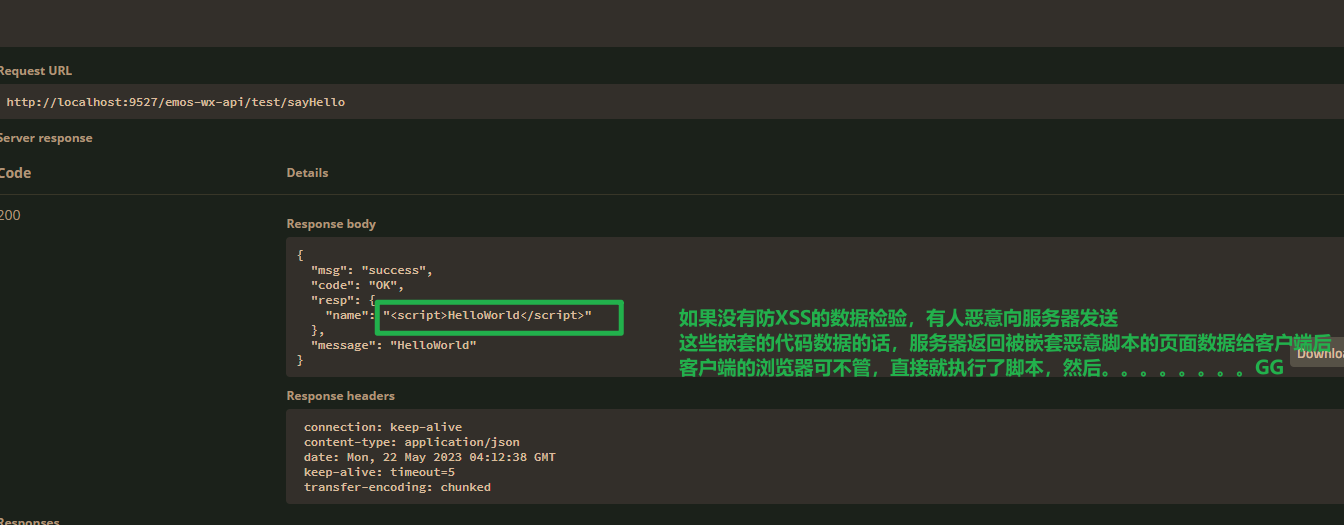 Request URL
http://localhost:9527/emos-wx-api/test/sayHello
Server response
Code
Details
200
Response body
{
"msg": "success",
"code": "OK",
"resp": {
"name": "<script>HelloWorld</script>"
},
"message": "HelloWorld"
}
如果没有防XSS的数据检验，有人恶意向服务器发送
这些嵌套的代码数据的话，服务器返回被嵌套恶意脚本的页面数据给客户端后
客户端的浏览器可不管，直接就执行了脚本，然后。。。。。。。。GG
Downloa
Response headers
connection: keep-alive
content-type: application/json
date: Mon, 22 May 2023 04:12:38 GMT
keep-alive: timeout=5
transfer-encoding: chunked
Responses